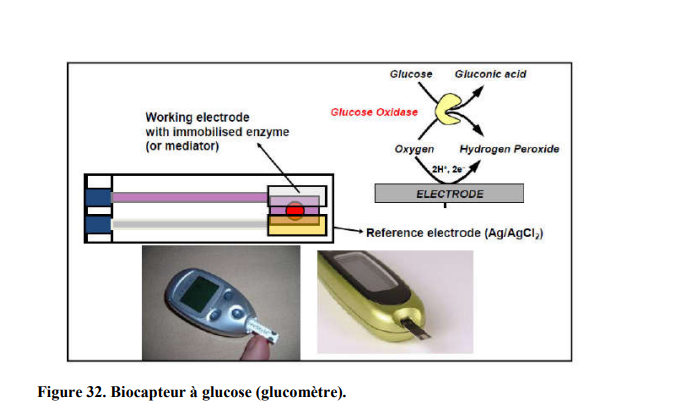 Glucose Gluconic acid
Working electrode
with immobilised enzyme
(or mediator)
Glucose Oxidase
Oxygen Hydrogen Peroxide
2H⁺, 2e⁻
ELECTRODE
Reference electrode (Ag/AgCl₂)
Figure 32. Biocapteur à glucose (glucomètre).